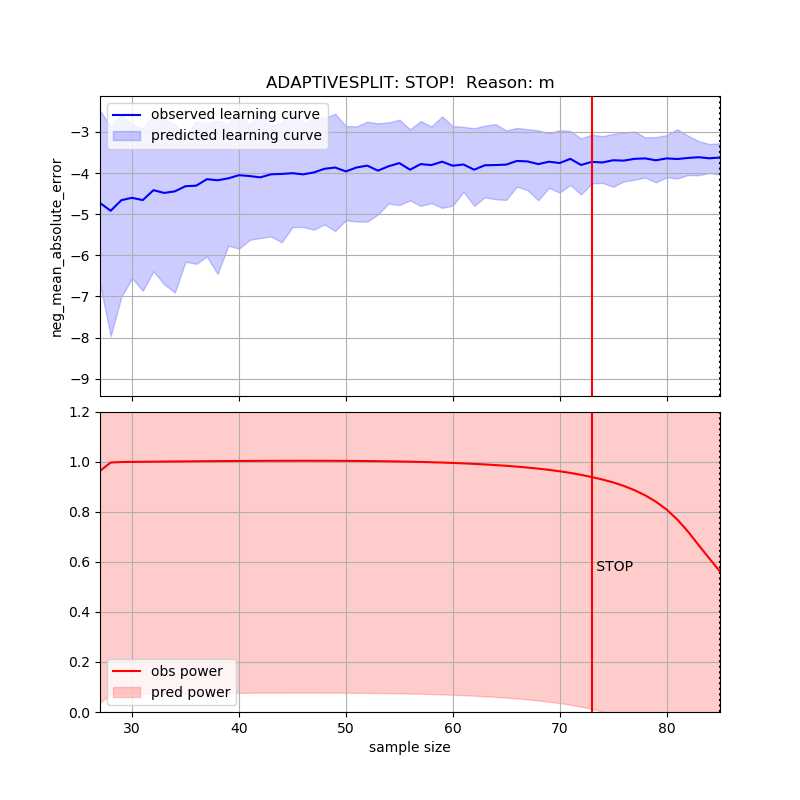 ADAPTIVESPLIT: STOP!  Reason: m
observed learning curve
predicted learning curve
neg_mean_absolute_error
−3
−4
−5
−6
−7
−8
−9
1.2
1.0
0.8
0.6
0.4
0.2
0.0
STOP
obs power
pred power
30 40 50 60 70 80
sample size